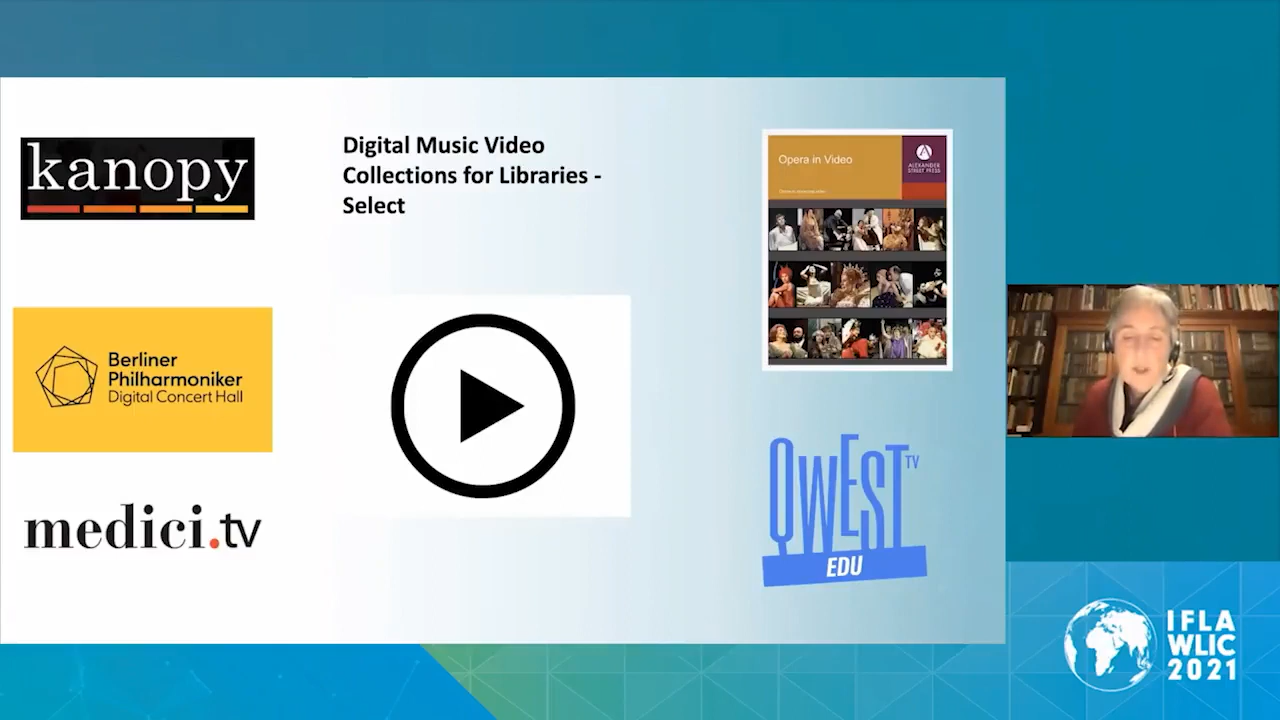 kanopy
Digital Music Video
Collections for Libraries -
Select
Opera in Video
ALEXANDER
STREET PRESS
Berliner
Philharmoniker
Digital Concert Hall
medici.tv
QWEST TV
EDU
IFLA
WLIC
2021